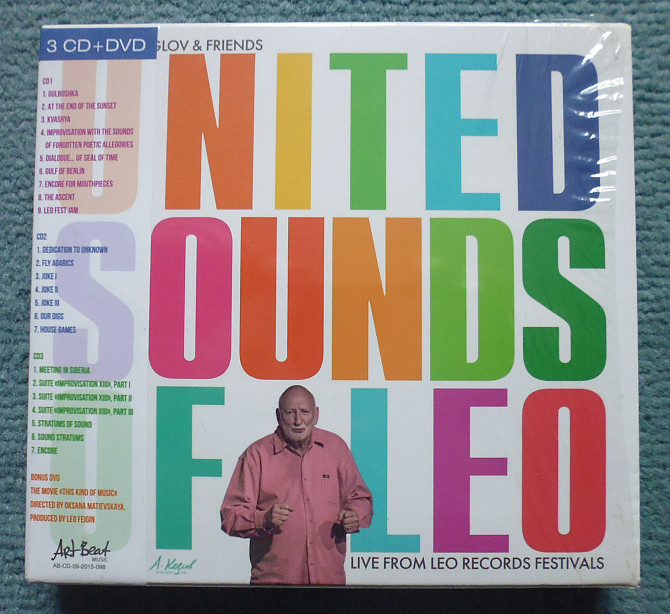 3 CD+DVD
GLOV & FRIENDS
UNITED
SOUNDS
OF LEO
CD1
1. GULBUSHKA
2. AT THE END OF THE SUNSET
3. KVASHYA
4. IMPROVISATION WITH THE SOUNDS
OF FORGOTTEN POETIC ALLEGORIES
5. DIALOGUE... OF SEAL OF TIME
6. GULF OF BERLIN
7. ENCORE FOR MOUTHPIECES
8. THE ASCENT
9. LEO FEST JAM
CD2
1. DEDICATION TO UNKNOWN
2. FLY AGARICS
3. JOKE I
4. JOKE II
5. JOKE III
6. OUR DIGS
7. HOUSE GAMES
CD3
1. MEETING IN SIBERIA
2. SUITE «IMPROVISATION XIII», PART I
3. SUITE «IMPROVISATION XIII», PART II
4. SUITE «IMPROVISATION XIII», PART III
5. STRATUMS OF SOUND
6. SOUND STRATUMS
7. ENCORE
BONUS DVD
THE MOVIE «THIS KIND OF MUSIC»
DIRECTED BY OKSANA MATIEVSKAYA,
PRODUCED BY LEO FEIGIN
ArtBeat
MUSIC
AB-CD-09-2015-098
LIVE FROM LEO RECORDS FESTIVALS